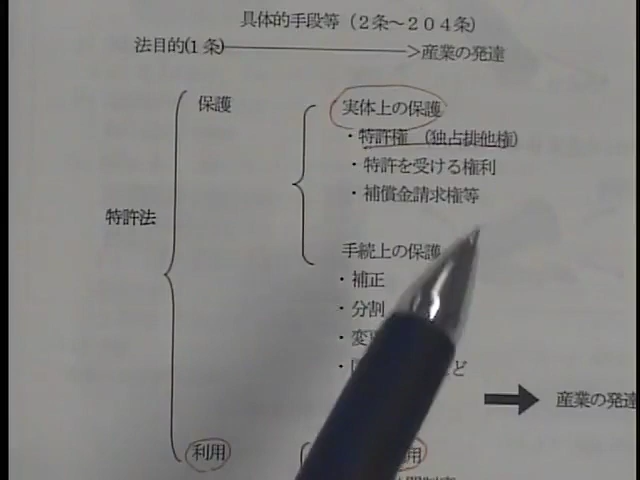 具体的手段等（2条～204条）
法目的(1条) ＞産業の発達
保護
実体上の保護
・特許権 （独占排他権）
・特許を受ける権利
・補償金請求権等
特許法
手続上の保護
・補正
・分割
・変
・ ど
産業の発達
利用
用